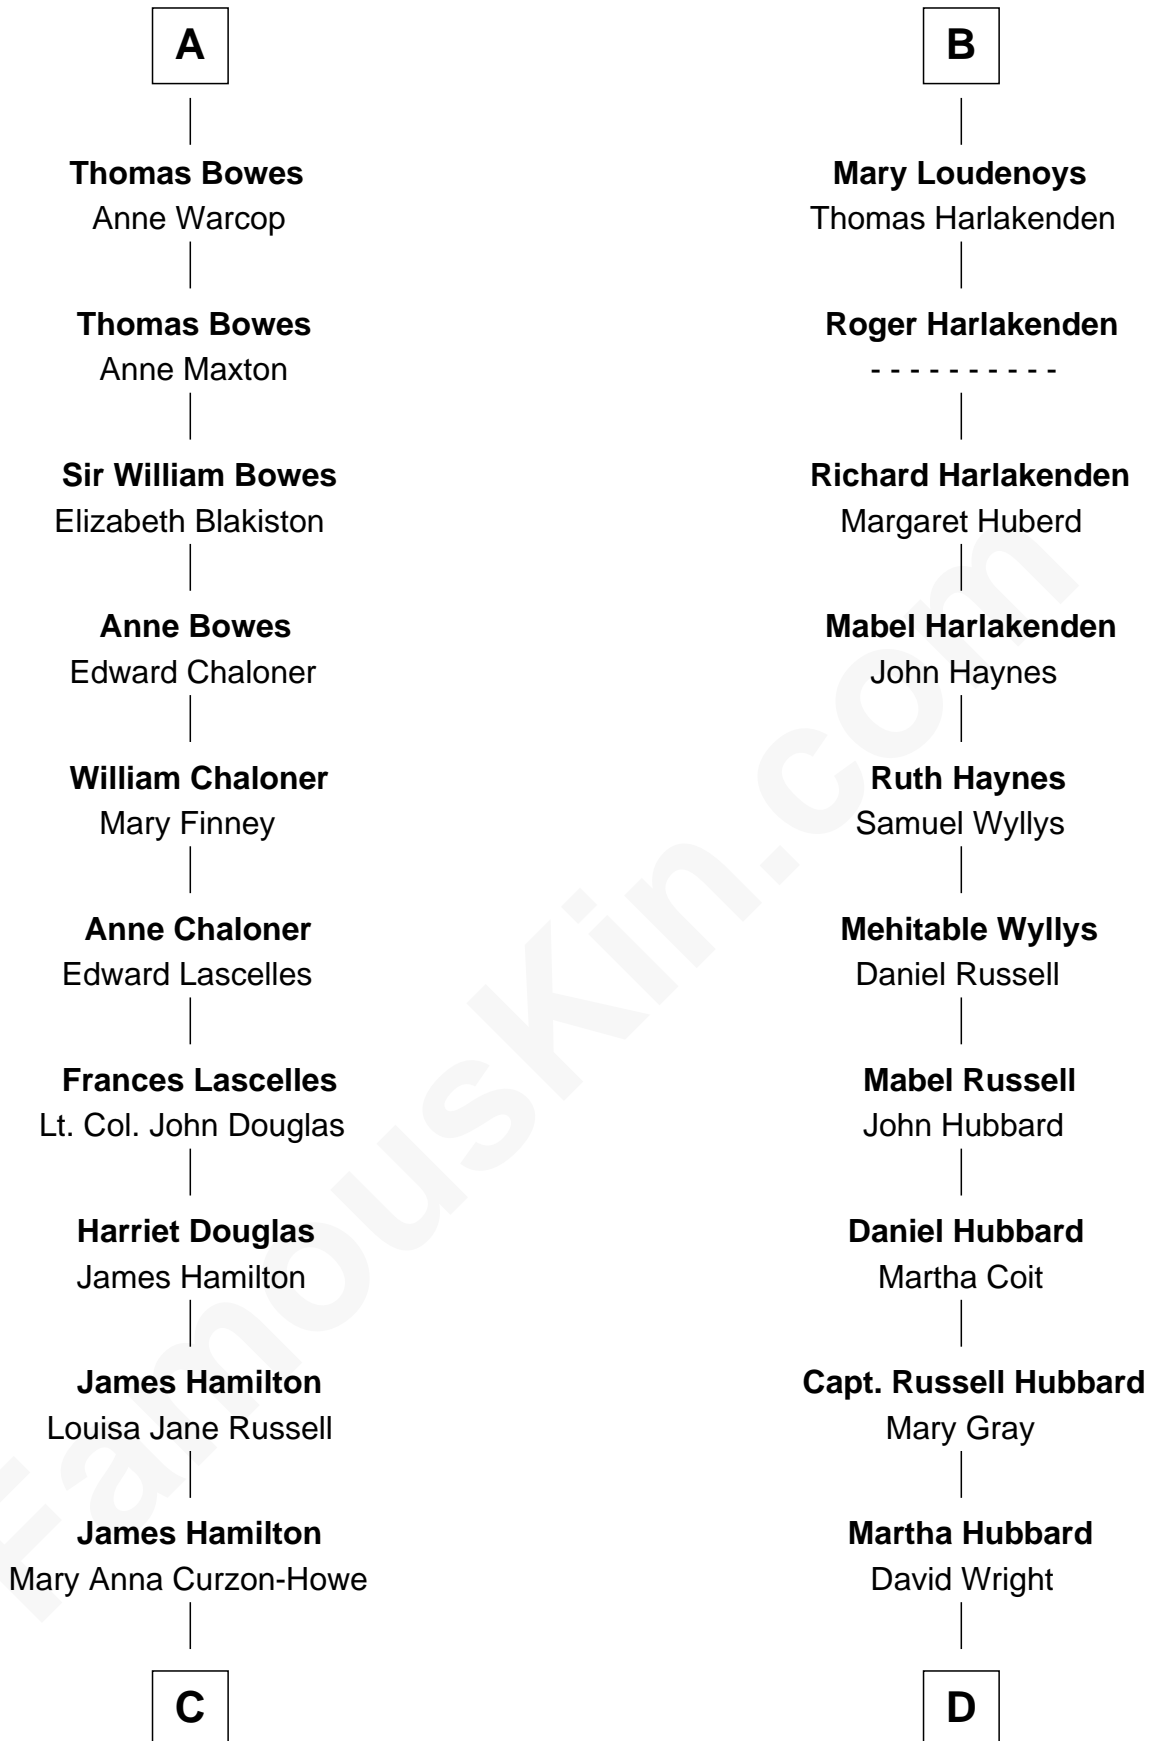 A
Thomas Bowes
Anne Warcop
Thomas Bowes
Anne Maxton
Sir William Bowes
Elizabeth Blakiston
Anne Bowes
Edward Chaloner
William Chaloner
Mary Finney
Anne Chaloner
Edward Lascelles
Frances Lascelles
Lt. Col. John Douglas
Harriet Douglas
James Hamilton
James Hamilton
Louisa Jane Russell
James Hamilton
Mary Anna Curzon-Howe
C
B
Mary Loudenoys
Thomas Harlakenden
Roger Harlakenden
- - - - - - - - - -
Richard Harlakenden
Margaret Huberd
Mabel Harlakenden
John Haynes
Ruth Haynes
Samuel Wyllys
Mehitable Wyllys
Daniel Russell
Mabel Russell
John Hubbard
Daniel Hubbard
Martha Coit
Capt. Russell Hubbard
Mary Gray
Martha Hubbard
David Wright
D
FamousKin.com